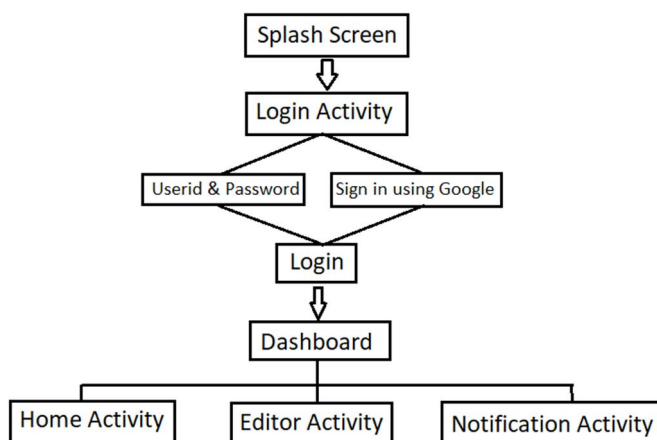 Splash Screen
Login Activity
Userid & Password
Sign in using Google
Login
Dashboard
Home Activity
Editor Activity
Notification Activity